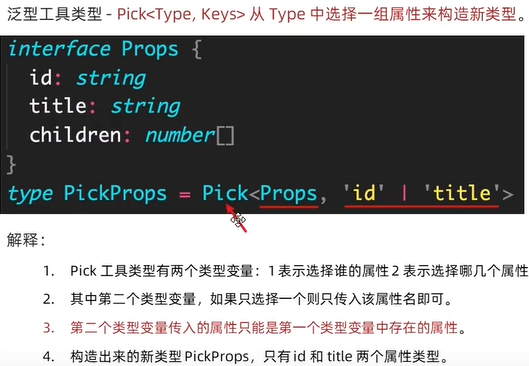 泛型工具类型 - Pick<Type, Keys> 从 Type 中选择一组属性来构造新类型。
interface Props {
id: string
title: string
children: number[]
}
type PickProps = Pick<Props, 'id' | 'title'>
解释：
1. Pick 工具类型有两个类型变量：1 表示选择谁的属性 2 表示选择哪几个属性
2. 其中第二个类型变量，如果只选择一个则只传入该属性名即可。
3. 第二个类型变量传入的属性只能是第一个类型变量中存在的属性。
4. 构造出来的新类型 PickProps，只有 id 和 title 两个属性类型。